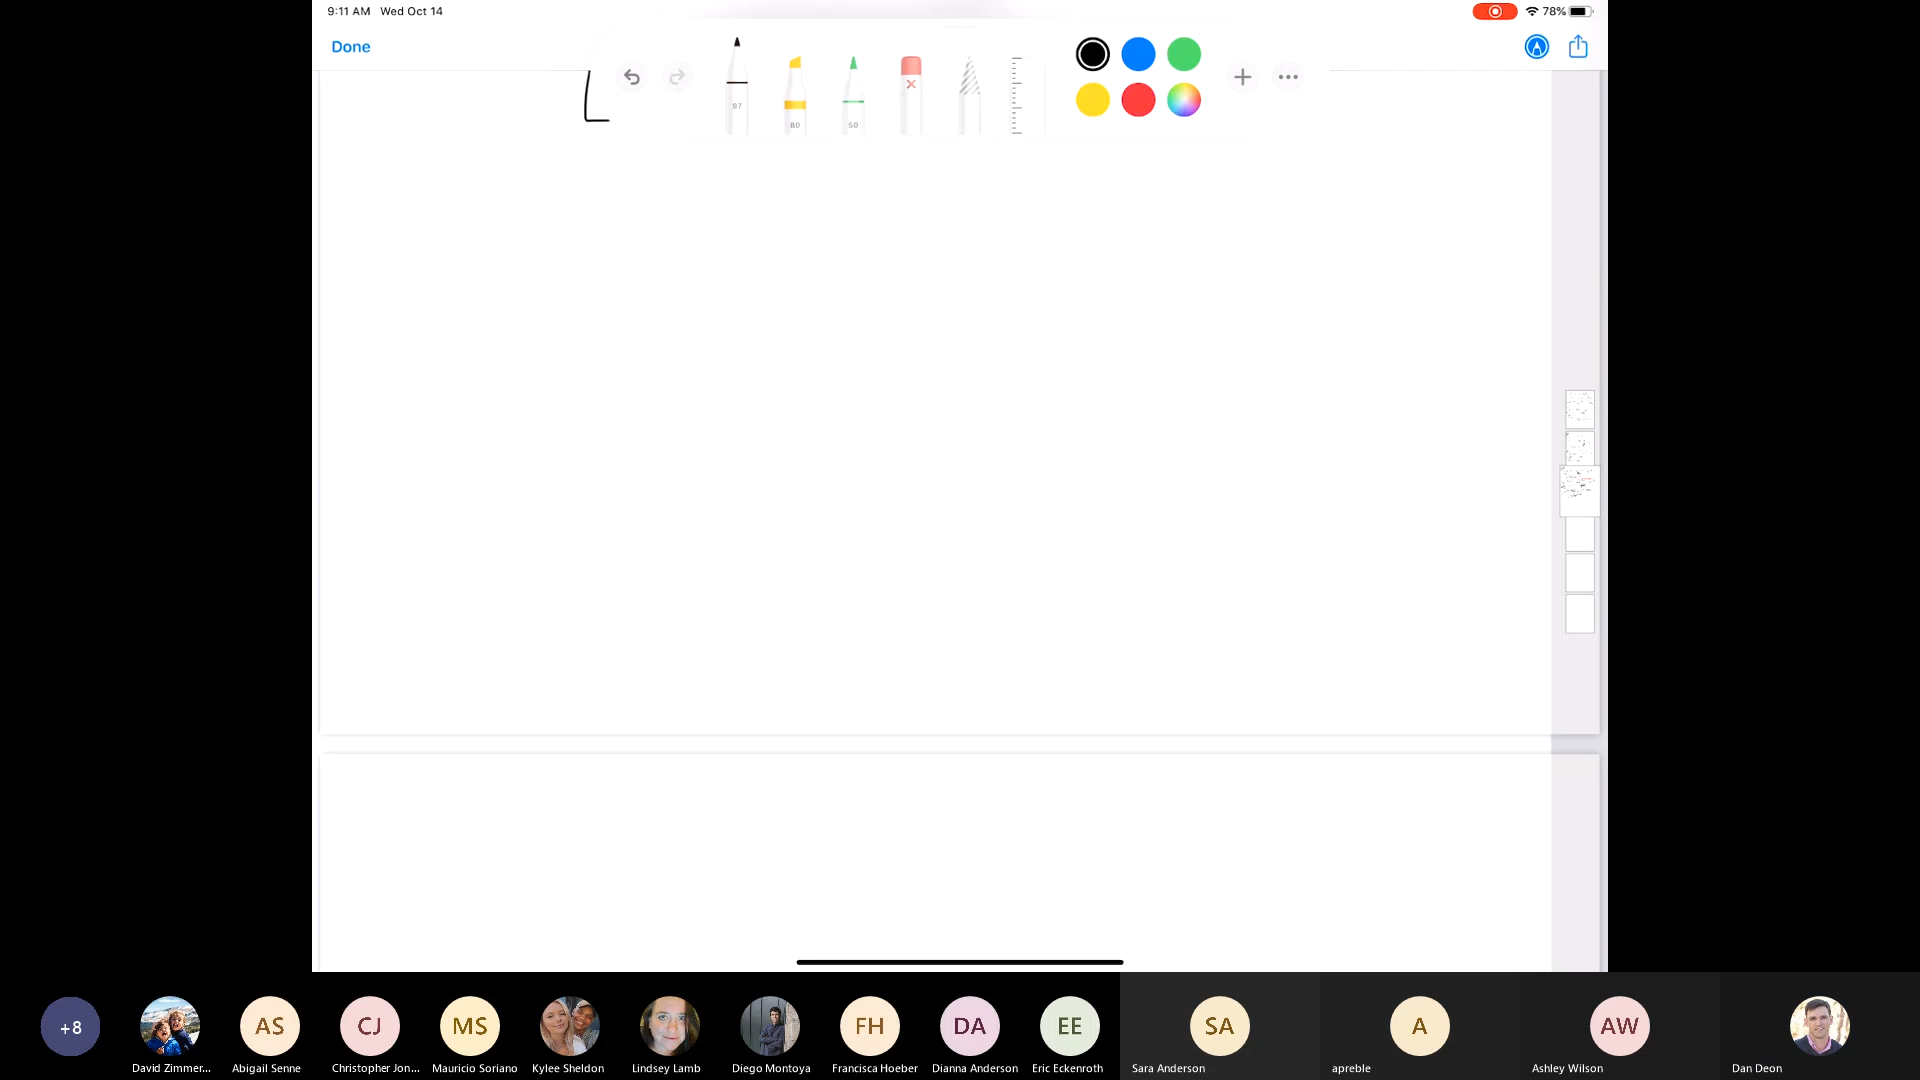 9:11 AM Wed Oct 14
78%
Done
97
80
50
+8
AS
CJ
MS
FH
DA
EE
SA
A
AW
David Zimmer...
Abigail Senne
Christopher Jon...
Mauricio Soriano
Kylee Sheldon
Lindsey Lamb
Diego Montoya
Francisca Hoeber
Dianna Anderson
Eric Eckenroth
Sara Anderson
apreble
Ashley Wilson
Dan Deon